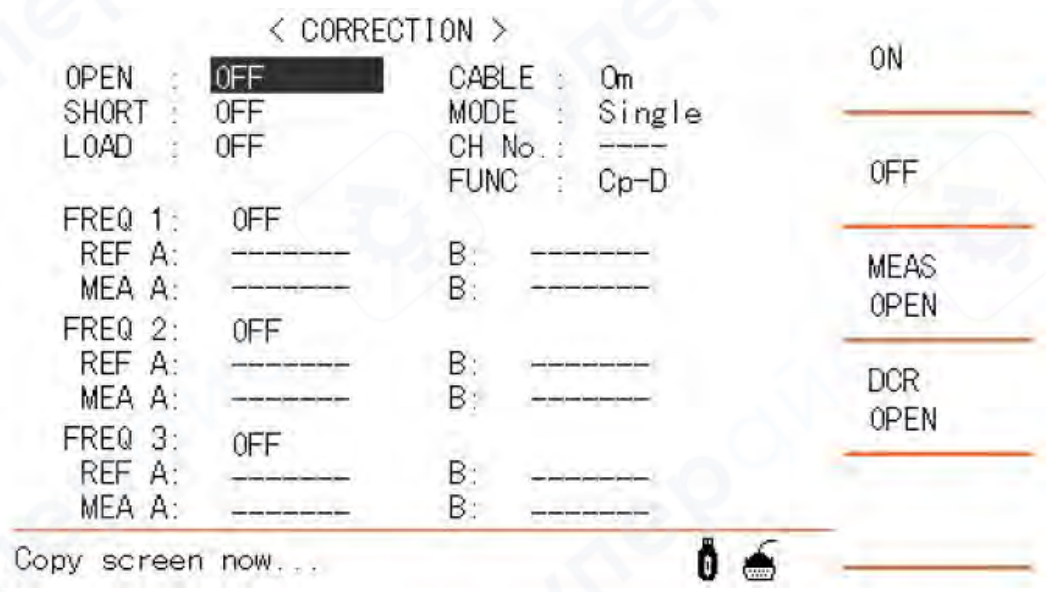 < CORRECTION >
OPEN : OFF CABLE : 0m
SHORT : OFF MODE : Single
LOAD : OFF CH No.: ----
FUNC : Cp-D
FREQ 1: OFF
REF A: ------- B: -------
MEA A: ------- B: -------
FREQ 2: OFF
REF A: ------- B: -------
MEA A: ------- B: -------
FREQ 3: OFF
REF A: ------- B: -------
MEA A: ------- B: -------
Copy screen now...
ON
OFF
MEAS
OPEN
DCR
OPEN